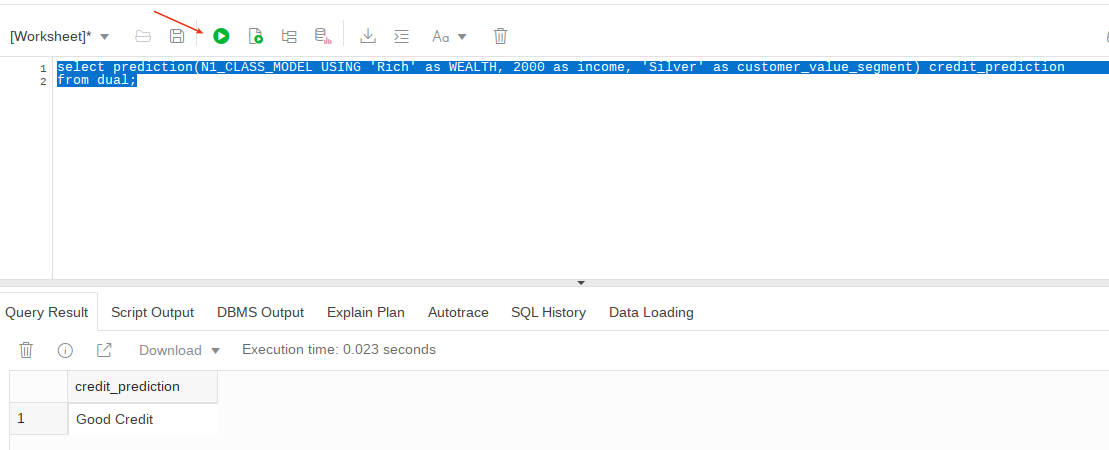 [Worksheet]*
Aa
1 select prediction(N1_CLASS_MODEL USING 'Rich' as WEALTH, 2000 as income, 'Silver' as customer_value_segment) credit_prediction
2 from dual;
Query Result Script Output DBMS Output Explain Plan Autotrace SQL History Data Loading
Download Execution time: 0.023 seconds
credit_prediction
1 Good Credit